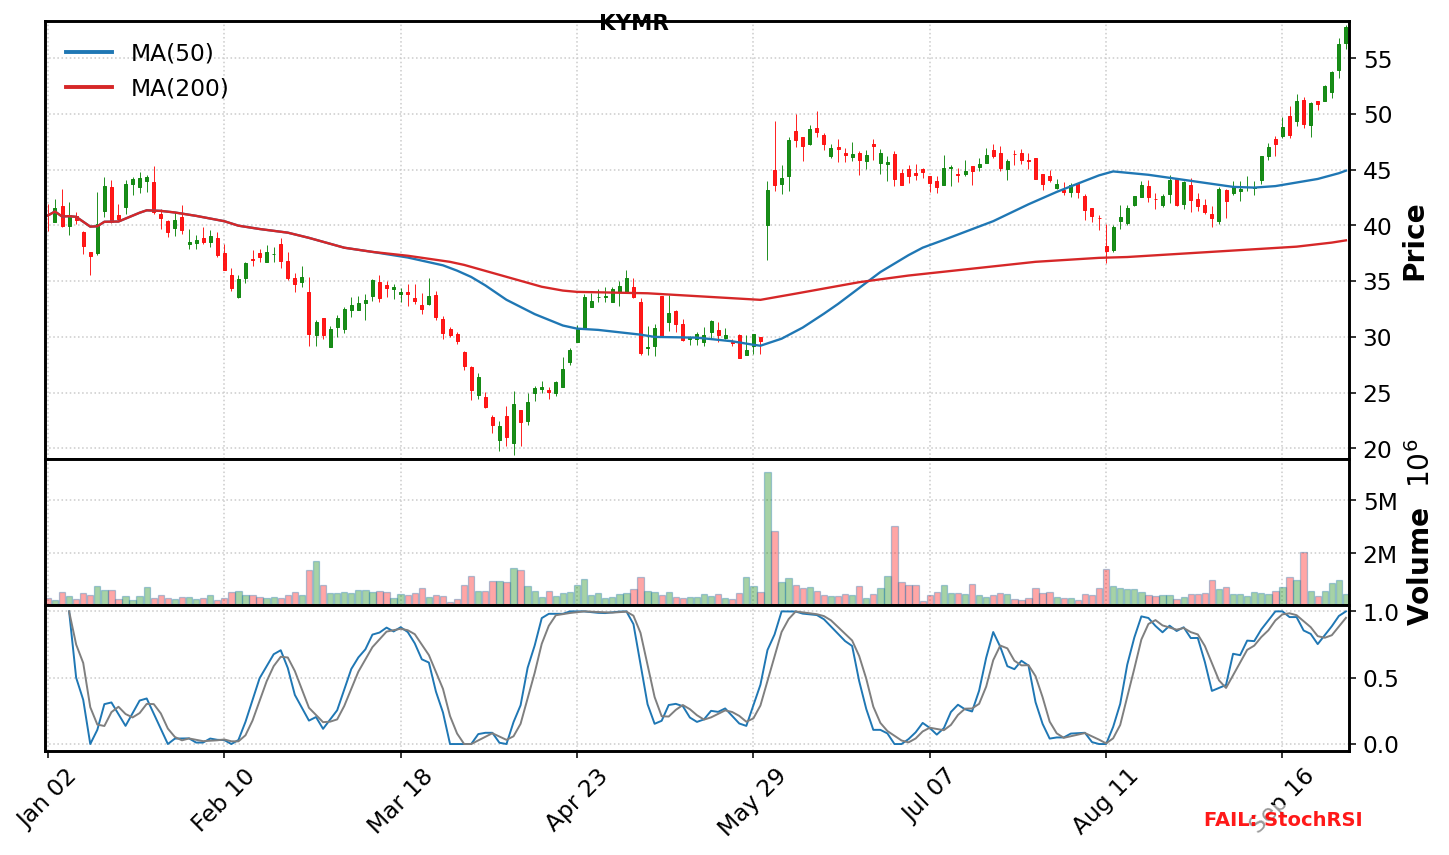 KYMR
MA(50)
MA(200)
55
50
45
40
35
30
25
20
Price
5M
2M
Volume 10^6
1.0
0.5
0.0
Jan 02
Feb 10
Mar 18
Apr 23
May 29
Jul 07
Aug 11
Sep 16
FAIL: StochRSI